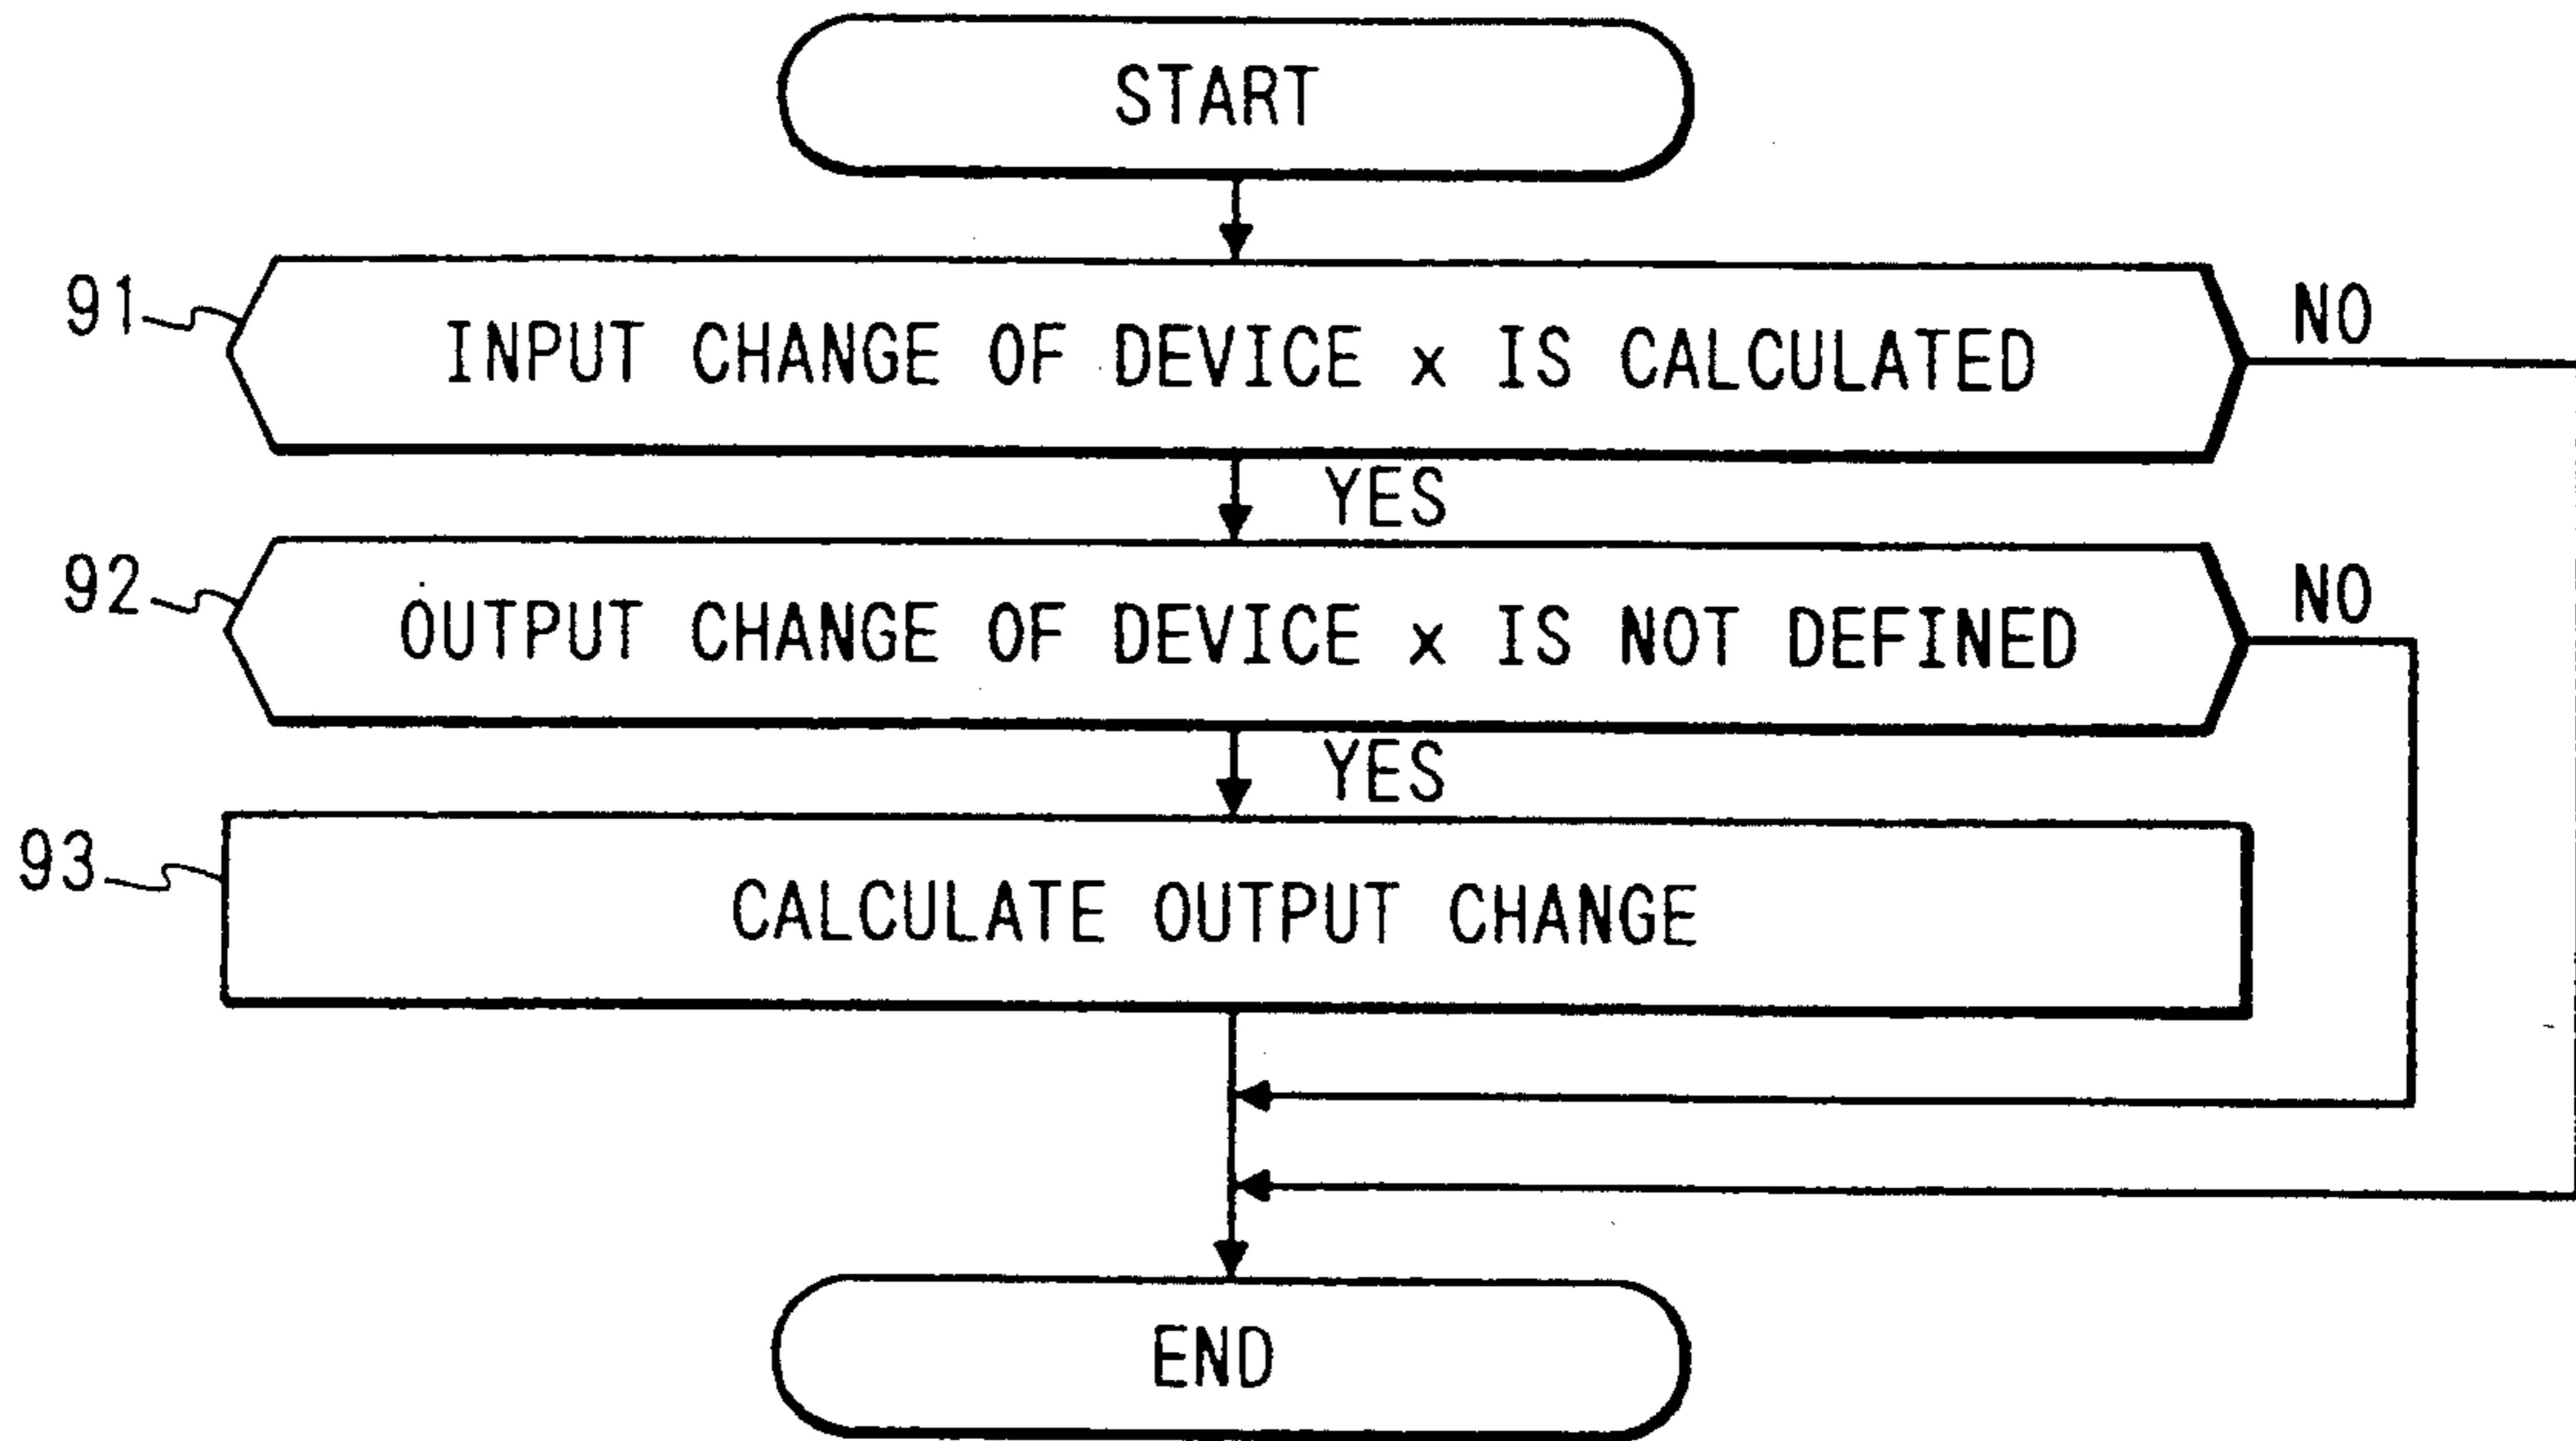 START
91
INPUT CHANGE OF DEVICE x IS CALCULATED
NO
YES
92
OUTPUT CHANGE OF DEVICE x IS NOT DEFINED
NO
YES
93
CALCULATE OUTPUT CHANGE
END